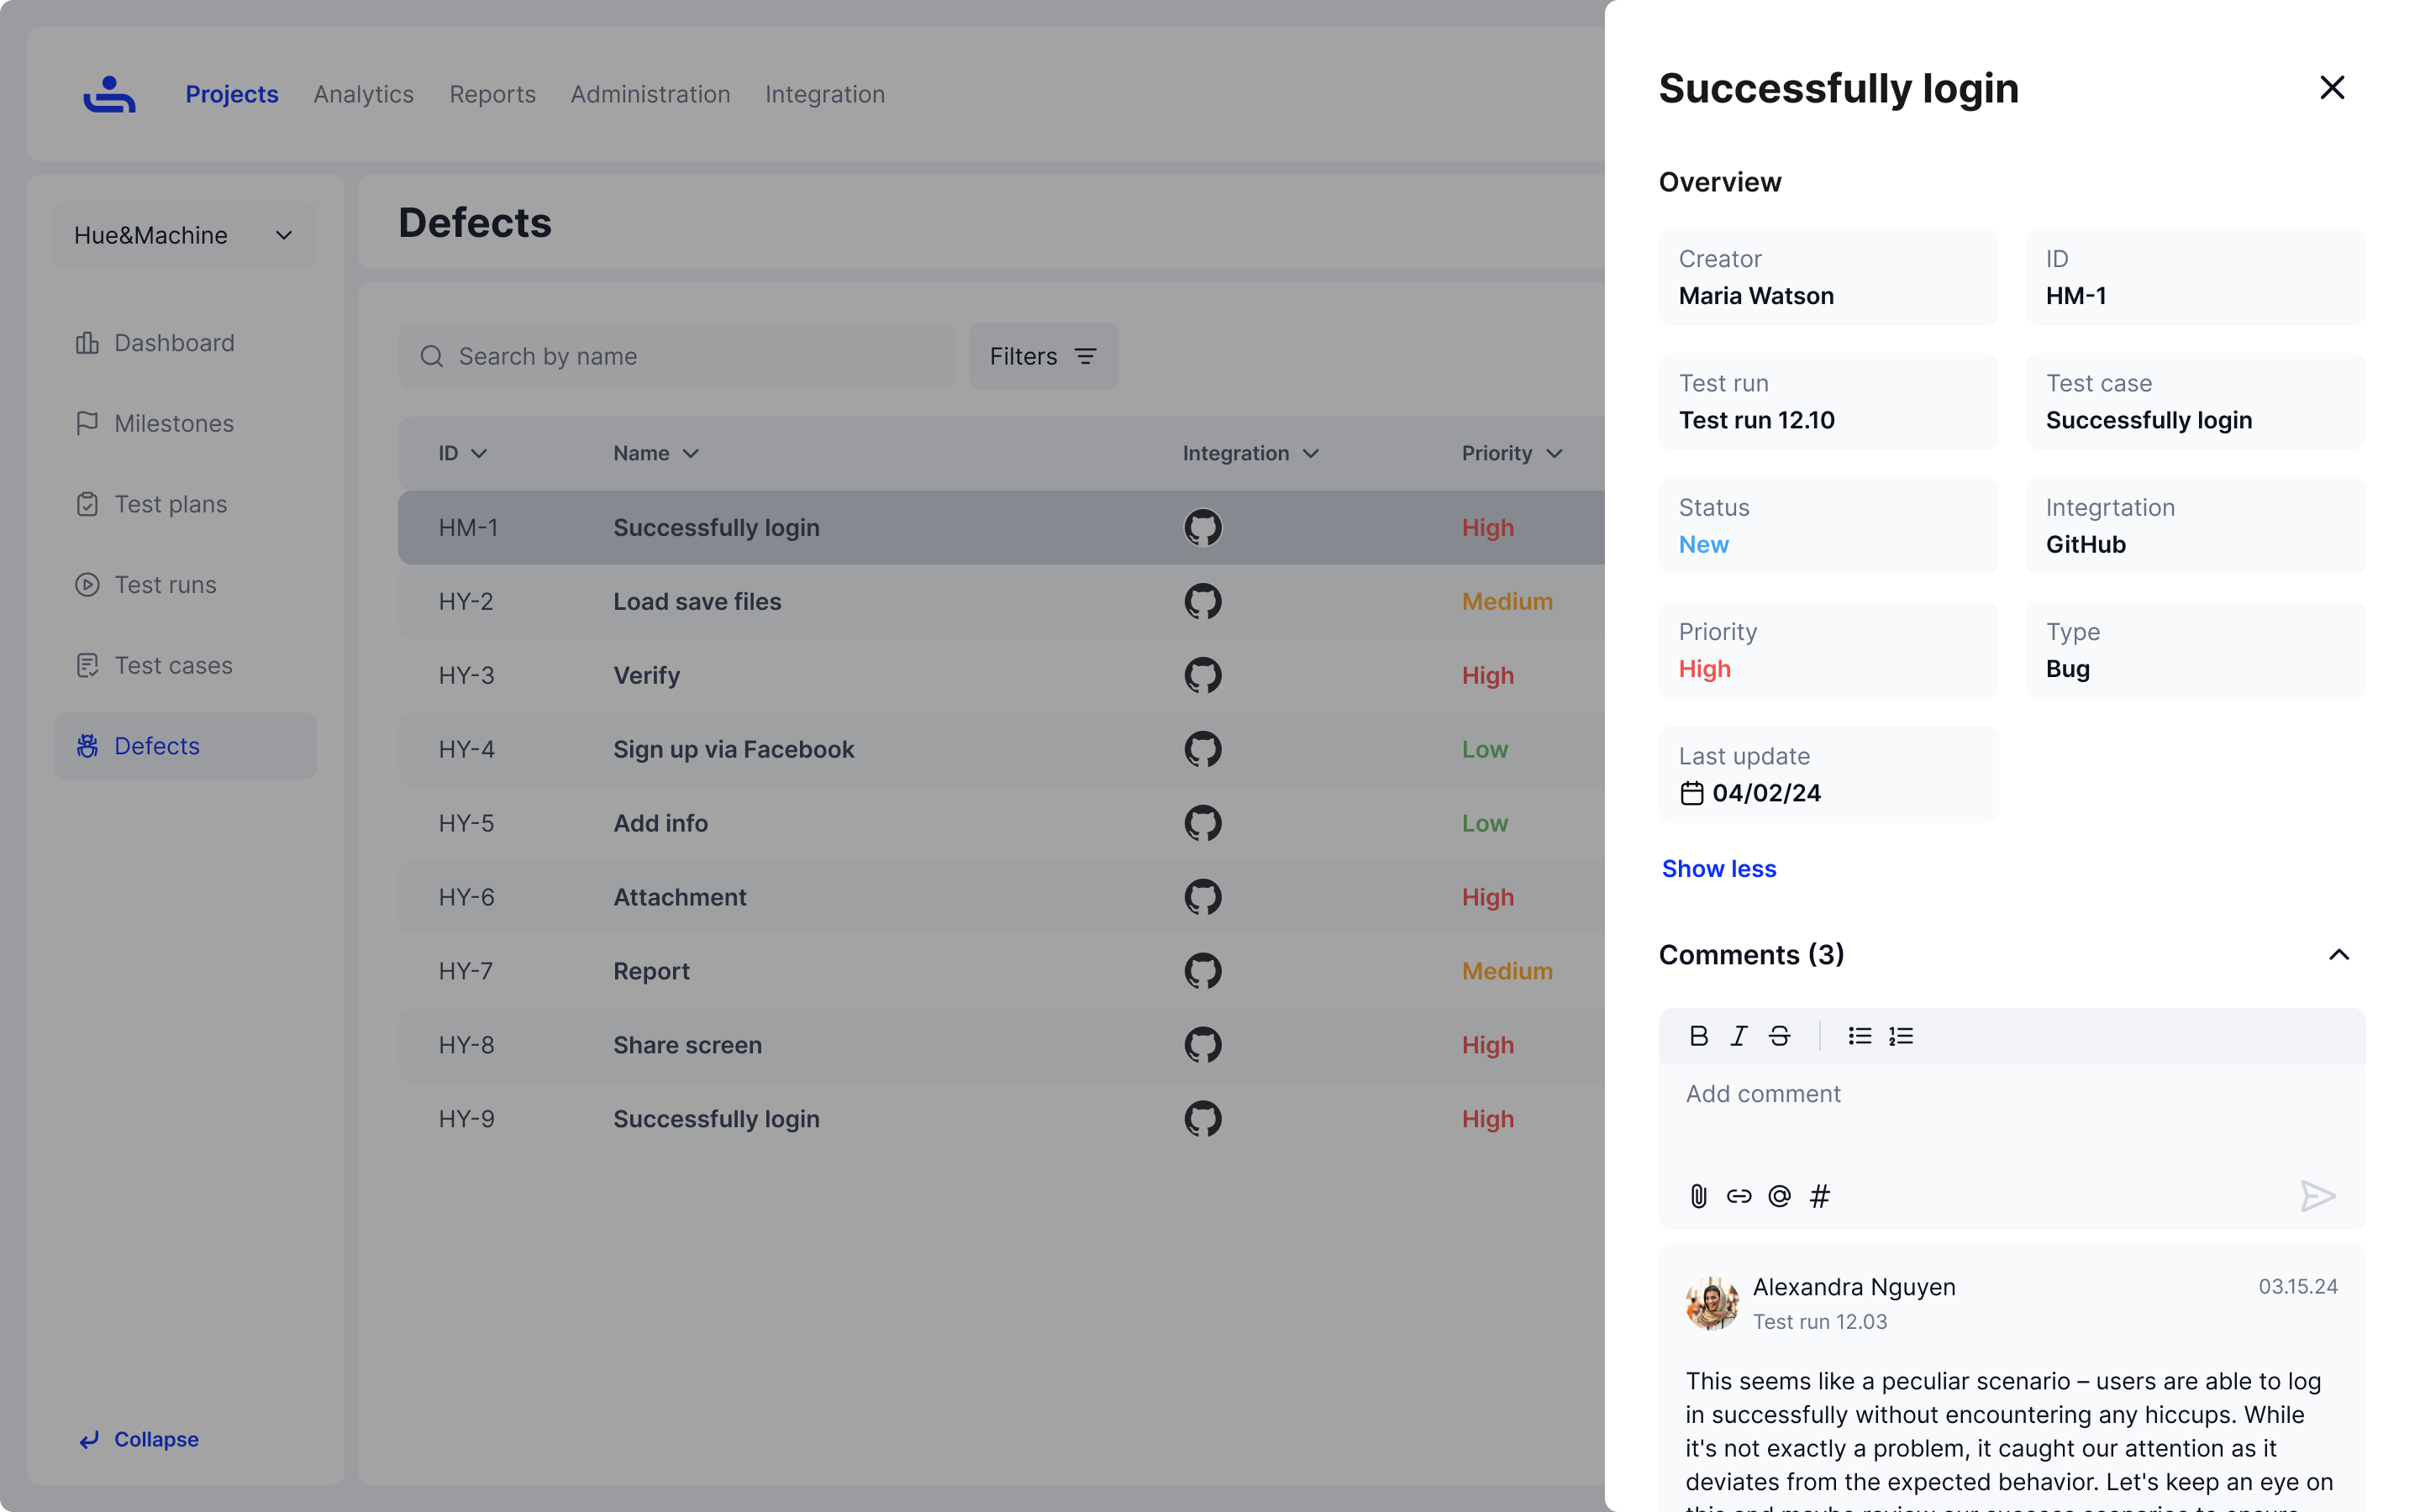 Projects Analytics Reports Administration Integration
Hue&Machine
Dashboard
Milestones
Test plans
Test runs
Test cases
Defects
Collapse
Defects
Search by name
Filters
ID Name Integration Priority
HM-1 Successfully login High
HY-2 Load save files Medium
HY-3 Verify High
HY-4 Sign up via Facebook Low
HY-5 Add info Low
HY-6 Attachment High
HY-7 Report Medium
HY-8 Share screen High
HY-9 Successfully login High
Successfully login
Overview
Creator
Maria Watson
ID
HM-1
Test run
Test run 12.10
Test case
Successfully login
Status
New
Integrtation
GitHub
Priority
High
Type
Bug
Last update
04/02/24
Show less
Comments (3)
Add comment
Alexandra Nguyen
03.15.24
Test run 12.03
This seems like a peculiar scenario – users are able to log
in successfully without encountering any hiccups. While
it's not exactly a problem, it caught our attention as it
deviates from the expected behavior. Let's keep an eye on